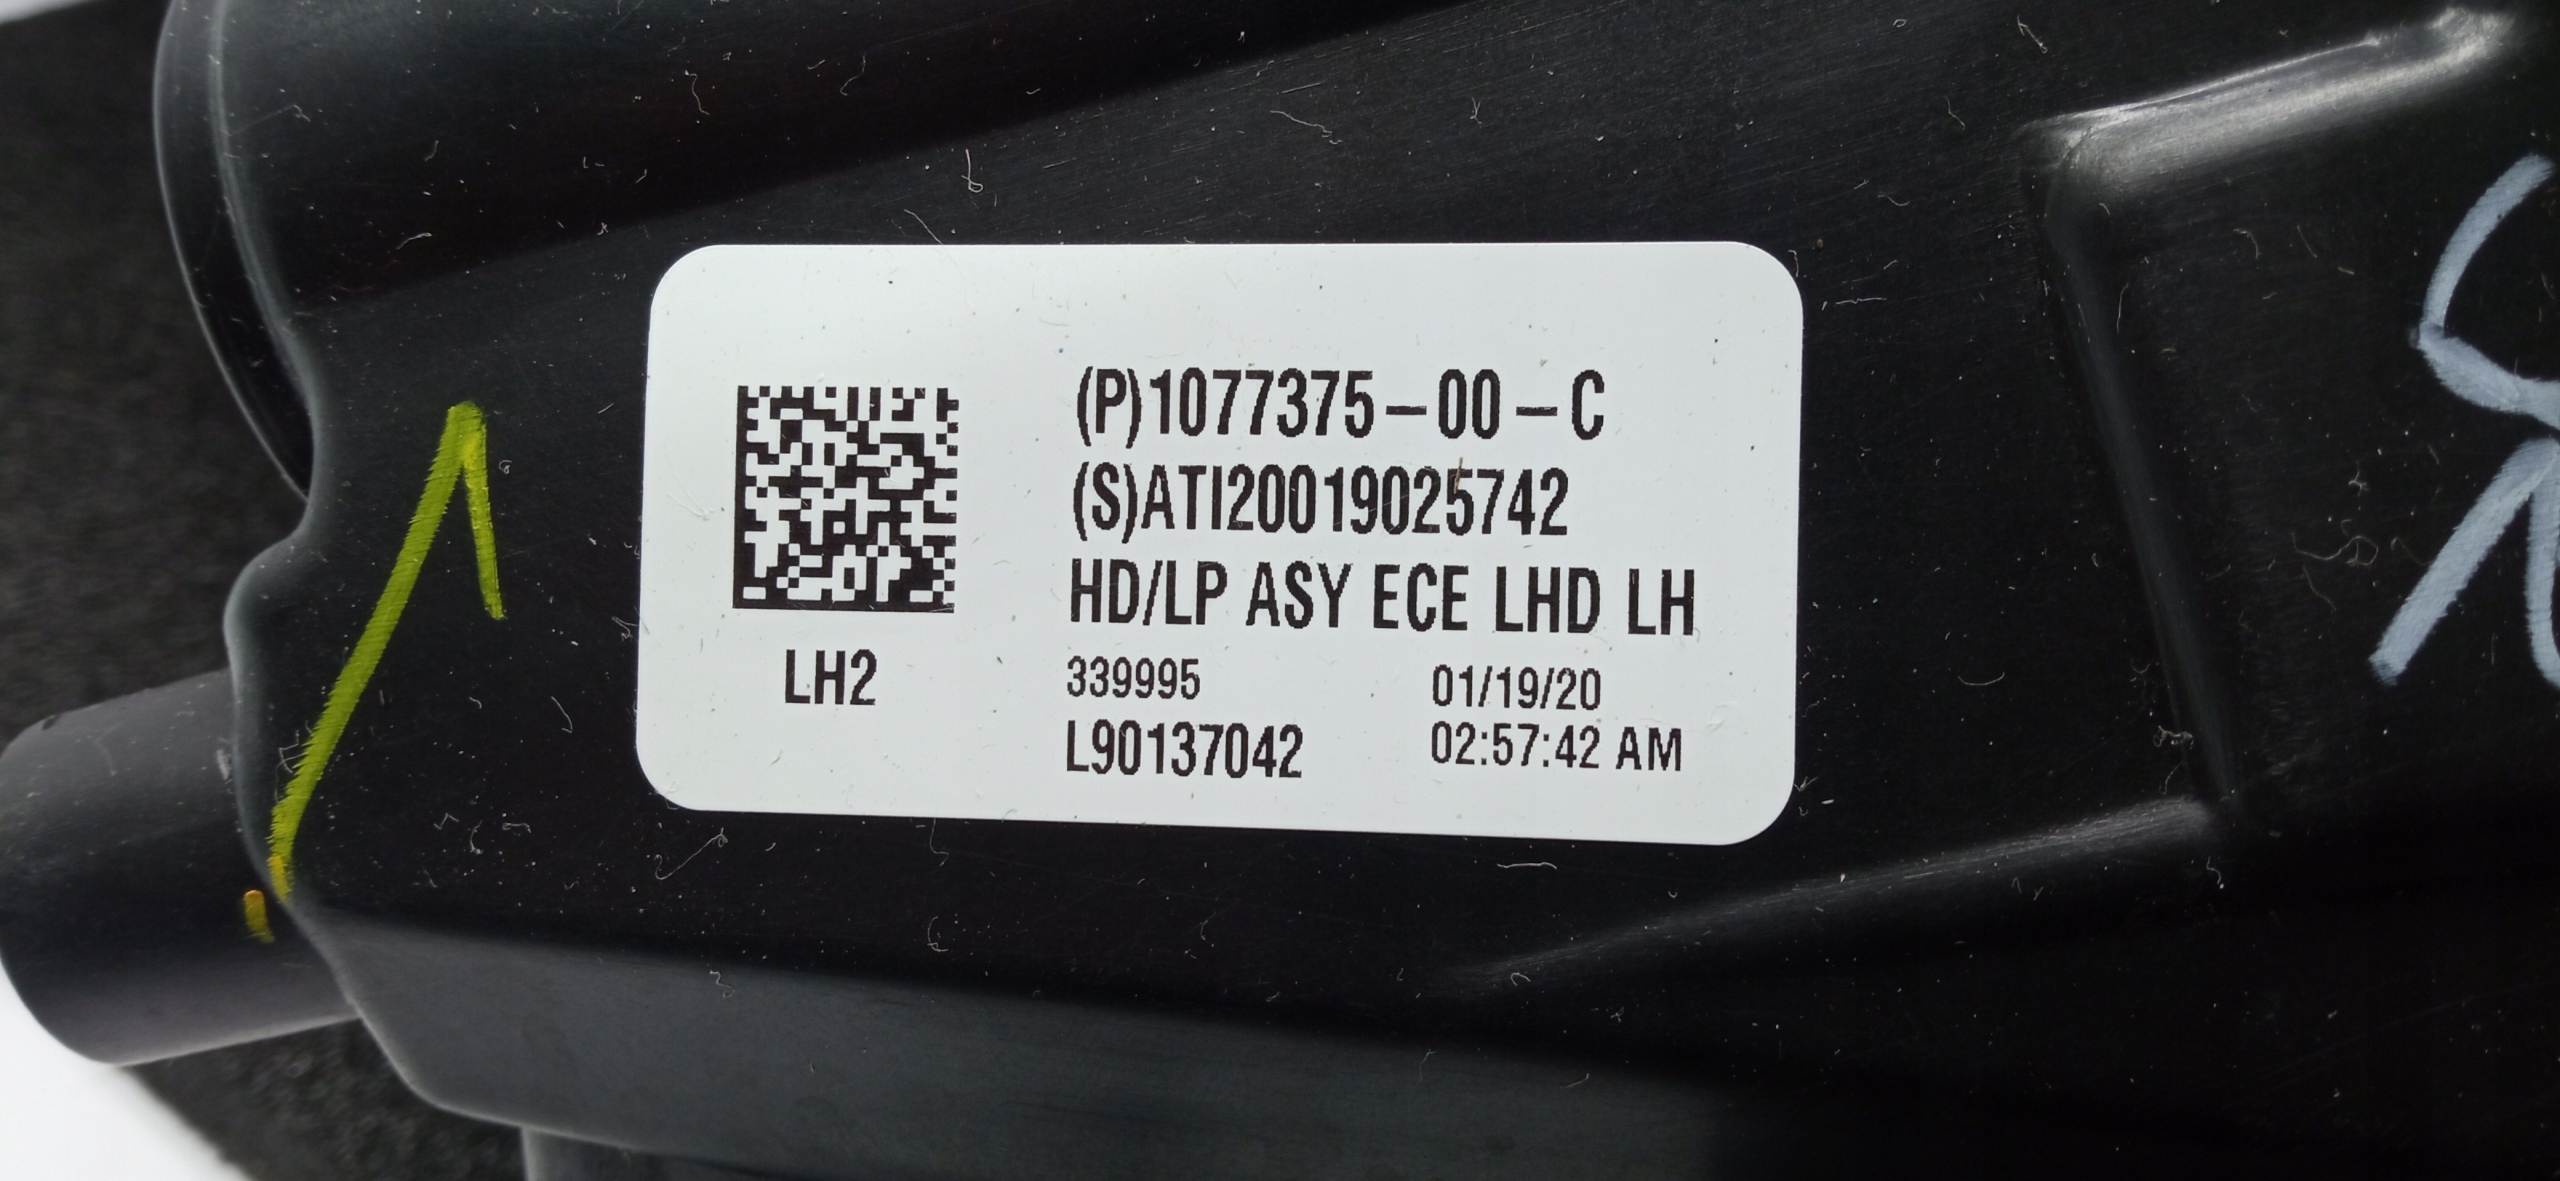 (P)1077375-00-C
(S)ATI20019025742
HD/LP ASY ECE LHD LH
LH2
339995
01/19/20
L90137042
02:57:42 AM